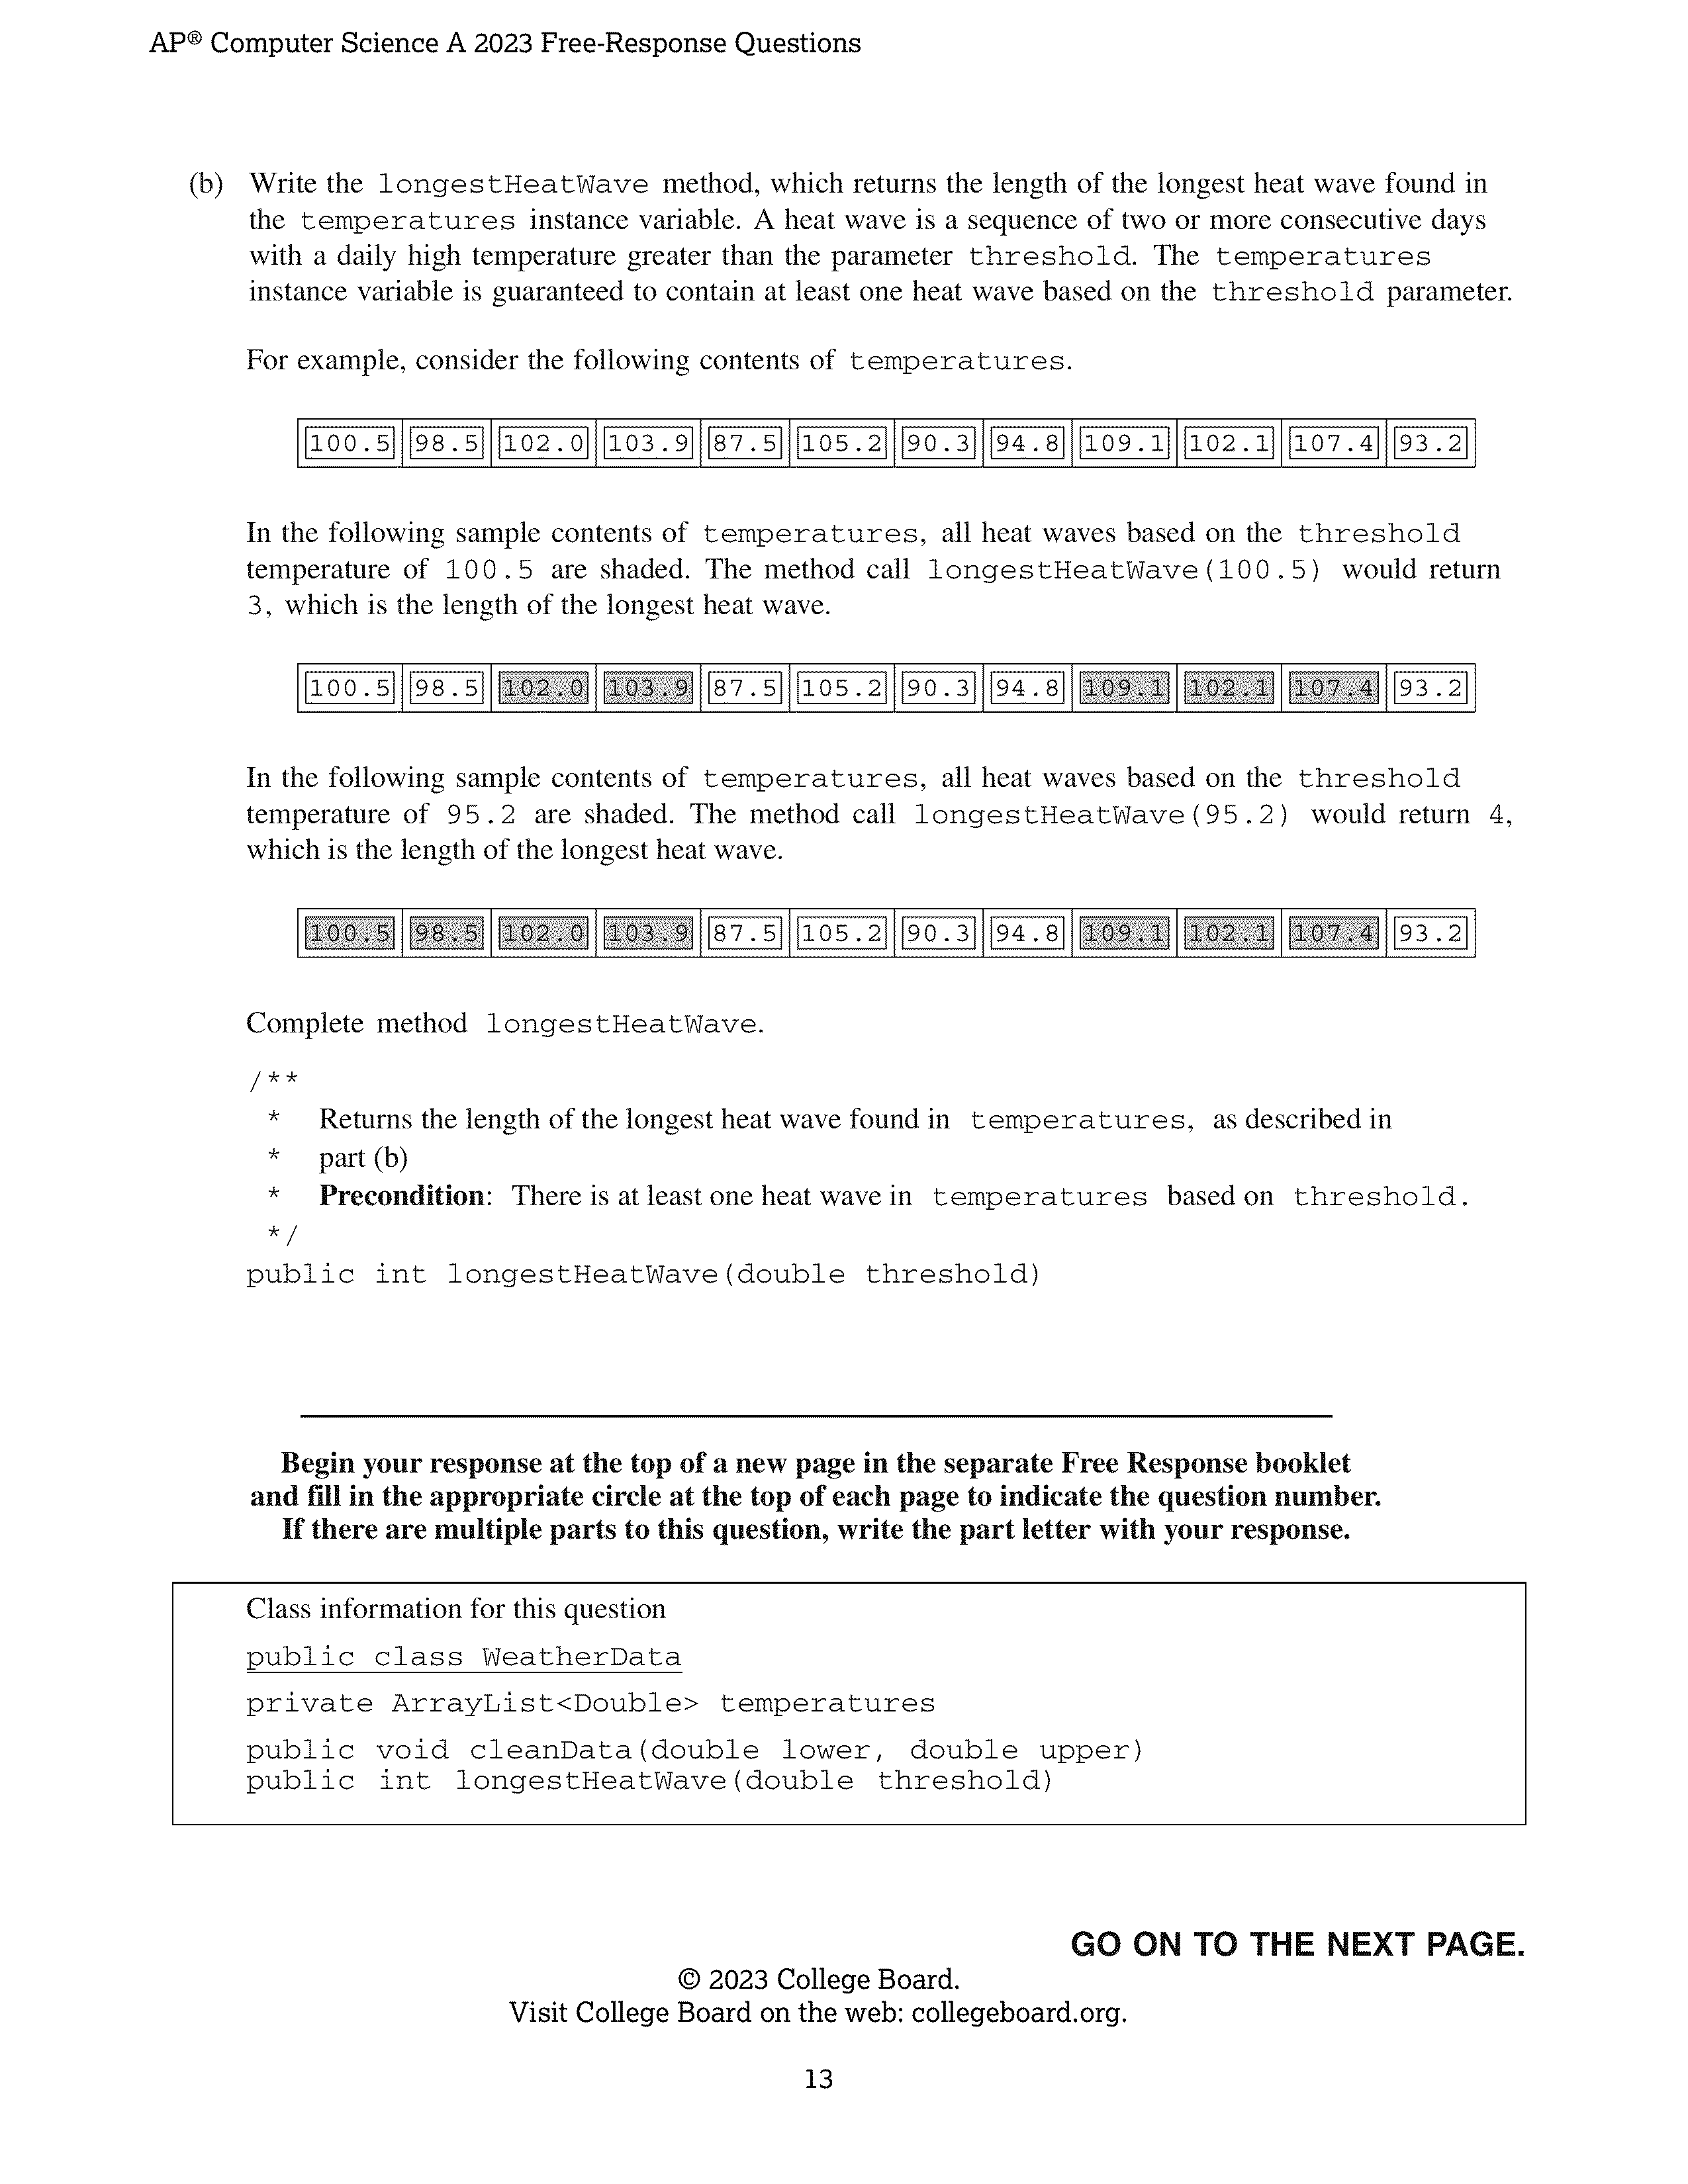 AP® Computer Science A 2023 Free-Response Questions
(b) Write the longestHeatWave method, which returns the length of the longest heat wave found in
the temperatures instance variable. A heat wave is a sequence of two or more consecutive days
with a daily high temperature greater than the parameter threshold. The temperatures
instance variable is guaranteed to contain at least one heat wave based on the threshold parameter.
For example, consider the following contents of temperatures.
100.5 98.5 102.0 103.9 87.5 105.2 90.3 94.8 109.1 102.1 107.4 93.2
In the following sample contents of temperatures, all heat waves based on the threshold
temperature of 100.5 are shaded. The method call longestHeatWave(100.5) would return
3, which is the length of the longest heat wave.
100.5 98.5 102.0 103.9 87.5 105.2 90.3 94.8 109.1 102.1 107.4 93.2
In the following sample contents of temperatures, all heat waves based on the threshold
temperature of 95.2 are shaded. The method call longestHeatWave(95.2) would return 4,
which is the length of the longest heat wave.
100.5 98.5 102.0 103.9 87.5 105.2 90.3 94.8 109.1 102.1 107.4 93.2
Complete method longestHeatWave.
/**
* Returns the length of the longest heat wave found in temperatures, as described in
* part (b)
* Precondition: There is at least one heat wave in temperatures based on threshold.
*/
public int longestHeatWave(double threshold)
Begin your response at the top of a new page in the separate Free Response booklet
and fill in the appropriate circle at the top of each page to indicate the question number.
If there are multiple parts to this question, write the part letter with your response.
Class information for this question
public class WeatherData
private ArrayList<Double> temperatures
public void cleanData(double lower, double upper)
public int longestHeatWave(double threshold)
GO ON TO THE NEXT PAGE.
© 2023 College Board.
Visit College Board on the web: collegeboard.org.
13